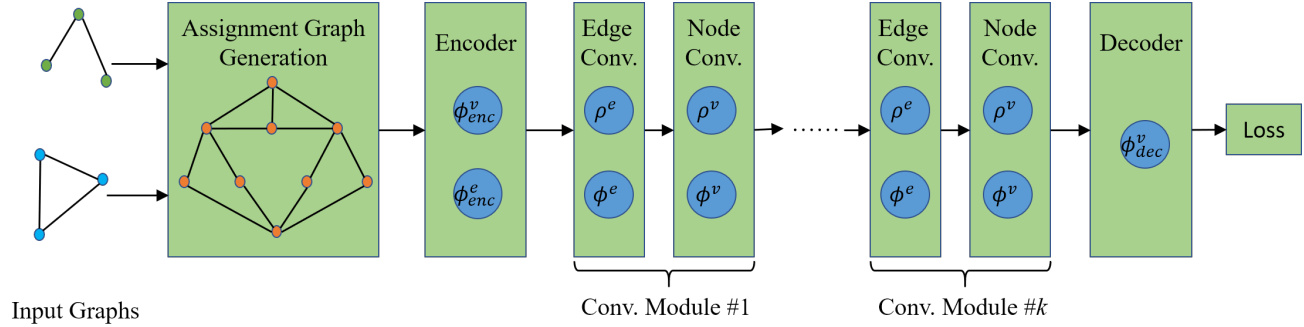 Assignment Graph
Generation
Encoder
ϕ^v_enc
ϕ^e_enc
Edge
Conv.
ρ^e
ϕ^e
Node
Conv.
ρ^v
ϕ^v
······
Edge
Conv.
ρ^e
ϕ^e
Node
Conv.
ρ^v
ϕ^v
Decoder
ϕ^v_dec
Loss
Input Graphs
Conv. Module #1
Conv. Module #k